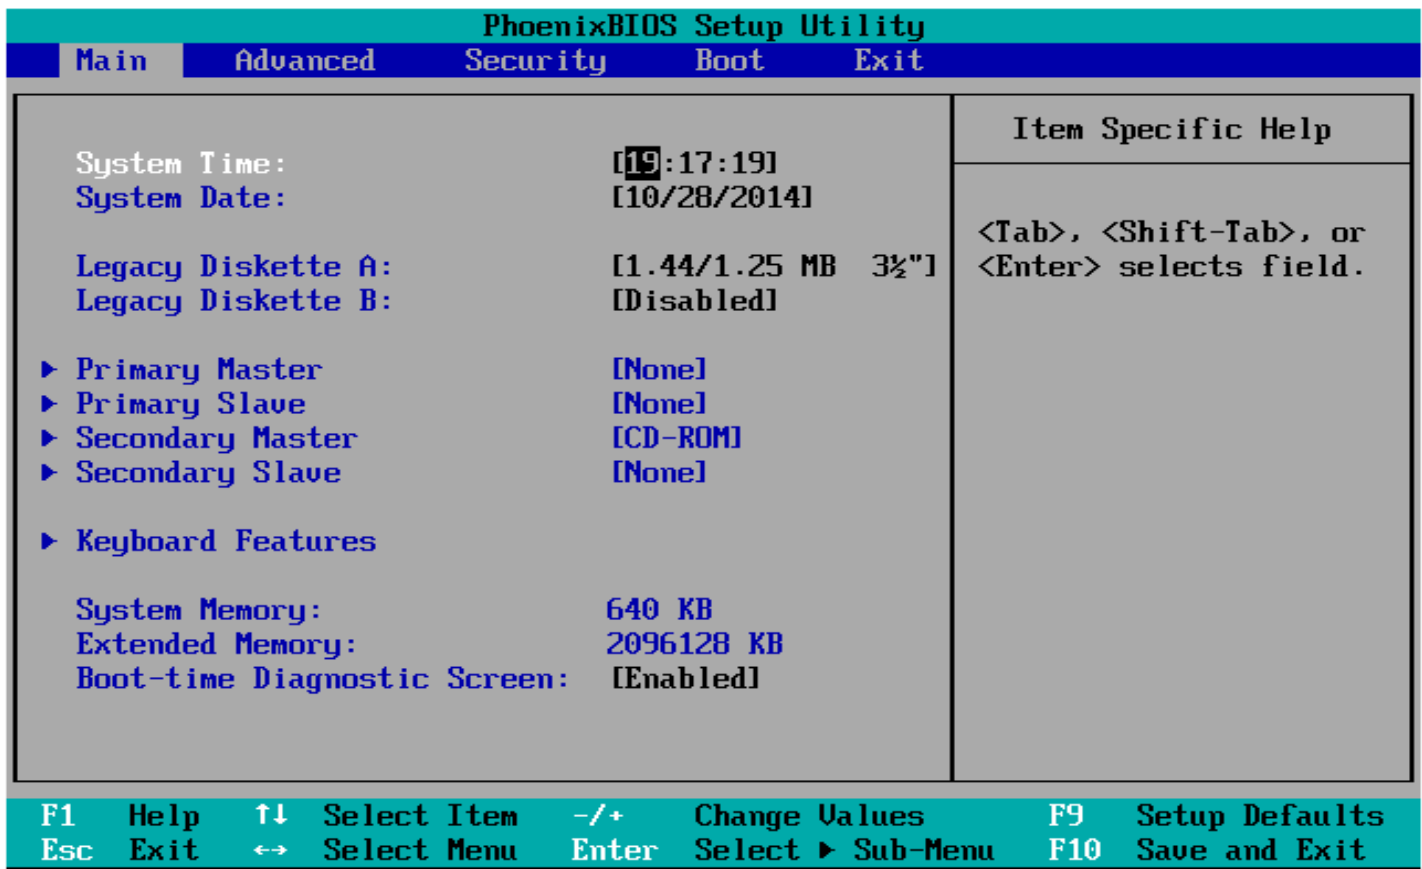 PhoenixBIOS Setup Utility
Main Advanced Security Boot Exit
Item Specific Help
System Time: [19:17:19]
System Date: [10/28/2014]
<Tab>, <Shift-Tab>, or
<Enter> selects field.
Legacy Diskette A: [1.44/1.25 MB 3½"]
Legacy Diskette B: [Disabled]
▶ Primary Master [None]
▶ Primary Slave [None]
▶ Secondary Master [CD-ROM]
▶ Secondary Slave [None]
▶ Keyboard Features
System Memory: 640 KB
Extended Memory: 2096128 KB
Boot-time Diagnostic Screen: [Enabled]
F1 Help ↑↓ Select Item -/+ Change Values F9 Setup Defaults
Esc Exit ↔ Select Menu Enter Select ▶ Sub-Menu F10 Save and Exit